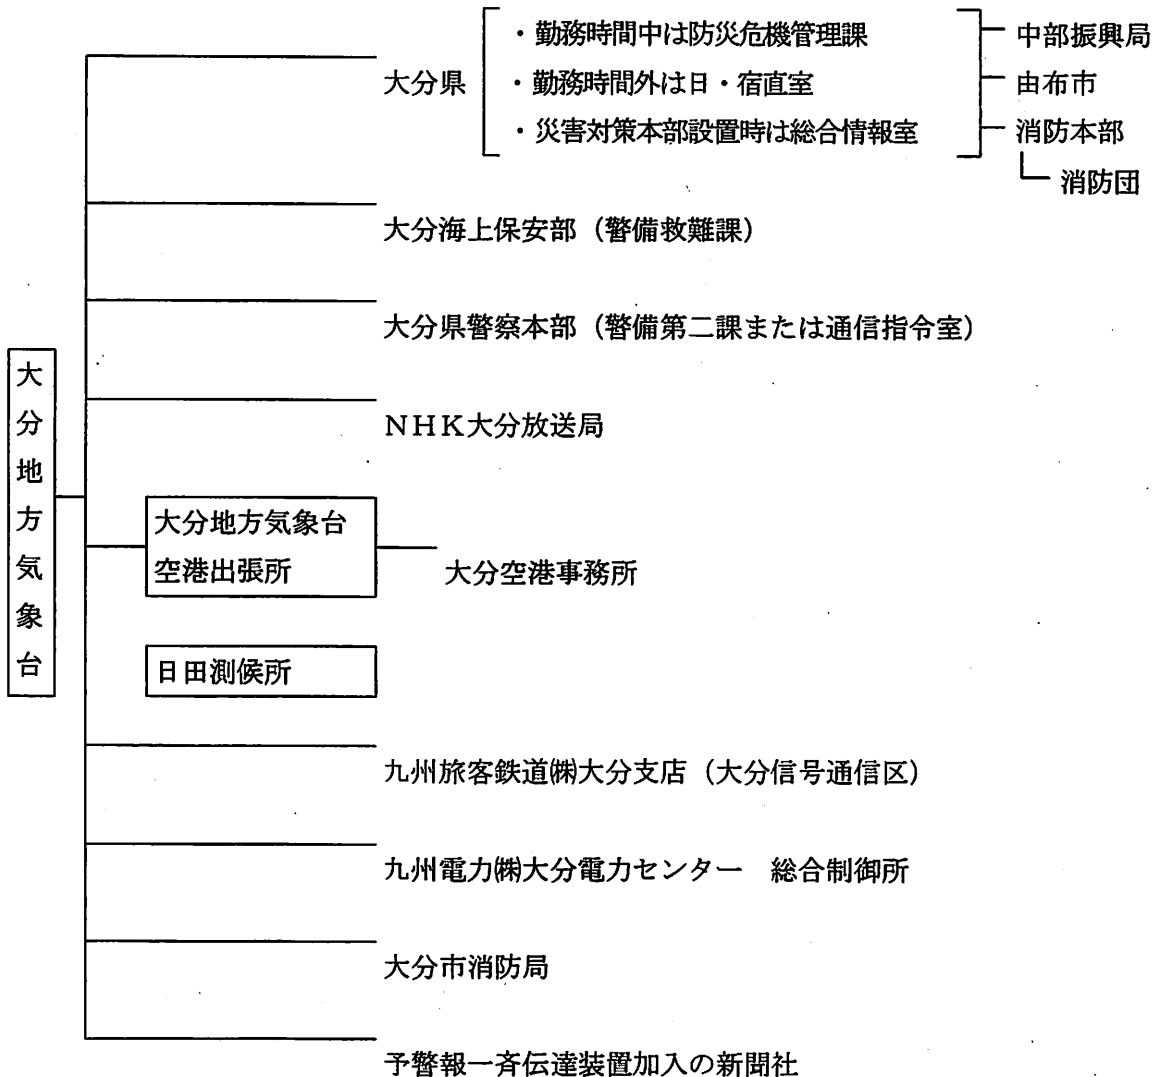 ・勤務時間中は防災危機管理課
中部振興局
大分県
・勤務時間外は日・宿直室
由布市
・災害対策本部設置時は総合情報室
消防本部
消防団
大分海上保安部（警備救難課）
大分県警察本部（警備第二課または通信指令室）
大分地方気象台
NHK大分放送局
大分地方気象台
空港出張所
大分空港事務所
日田測候所
九州旅客鉄道㈱大分支店（大分信号通信区）
九州電力㈱大分電力センター　総合制御所
大分市消防局
予警報一斉伝達装置加入の新聞社